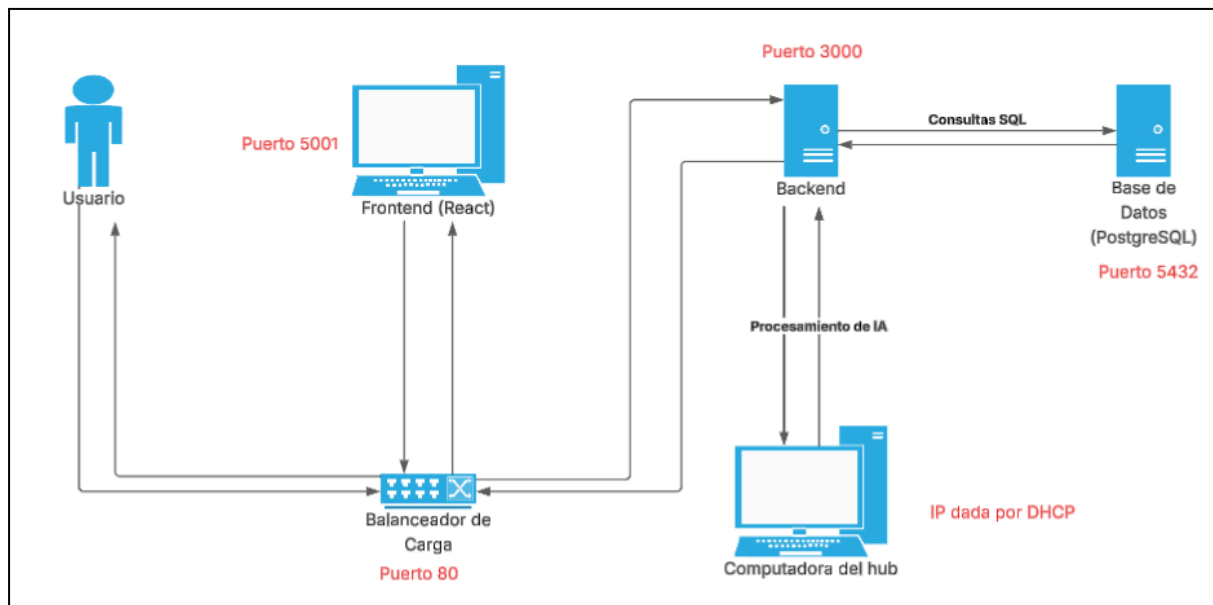 Puerto 3000
Consultas SQL
Puerto 5001
Usuario
Frontend (React)
Backend
Base de
Datos
(PostgreSQL)
Puerto 5432
Procesamiento de IA
IP dada por DHCP
Balanceador de
Carga
Puerto 80
Computadora del hub